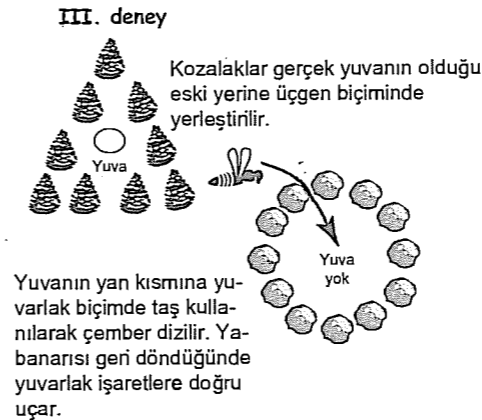 III. deney
Kozalaklar gerçek yuvanın olduğu
eski yerine üçgen biçiminde
yerleştirilir.
Yuva
Yuva
yok
Yuvanın yan kısmına yu-
varlak biçimde taş kulla-
nılarak çember dizilir. Ya-
banarısı geri döndüğünde
yuvarlak işaretlere doğru
uçar.